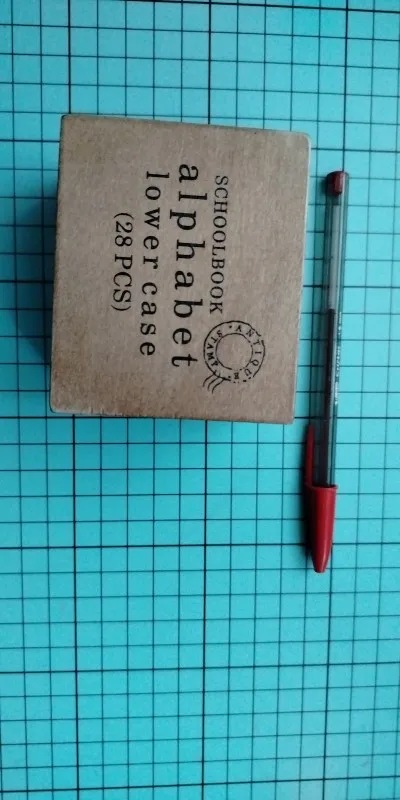 SCHOOLBOOK
alphabet
lower case
(28 PCS)
ANTIQUE STAMP